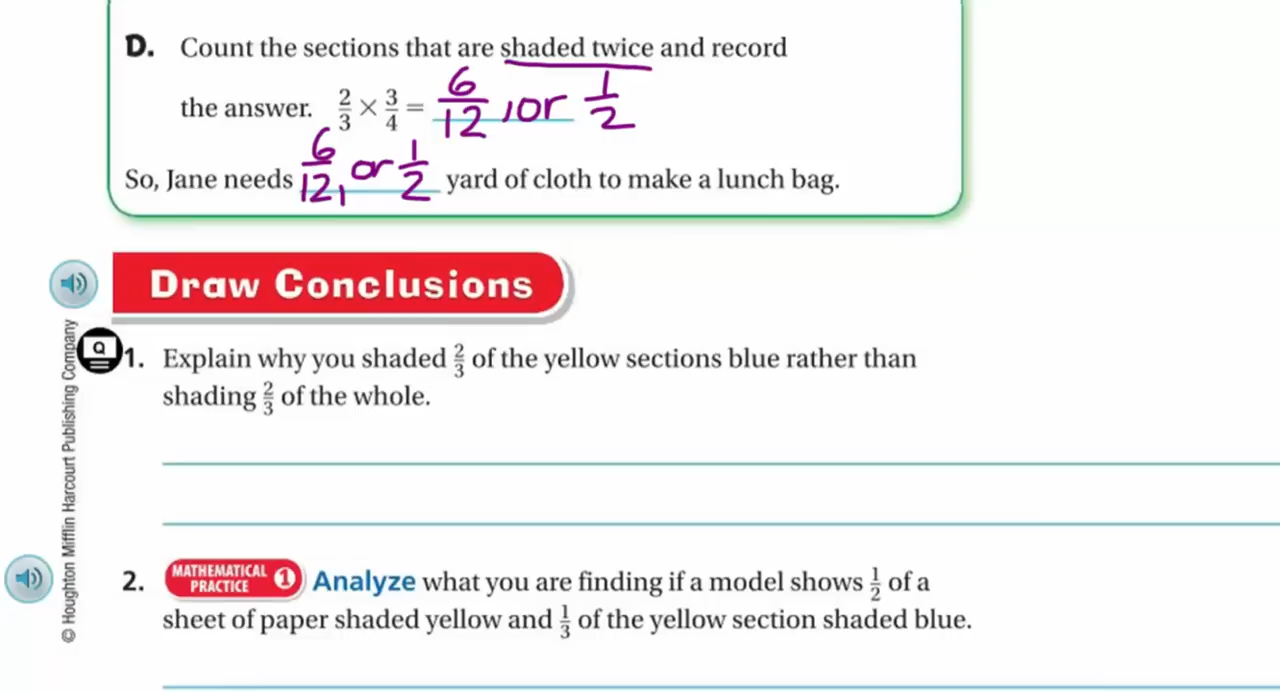 D. Count the sections that are shaded twice and record
the answer. 2/3 × 3/4 = 6/12, or 1/2
So, Jane needs 6/12, or 1/2 yard of cloth to make a lunch bag.
Draw Conclusions
Q
1. Explain why you shaded 2/3 of the yellow sections blue rather than
shading 2/3 of the whole.
2. MATHEMATICAL PRACTICE 1 Analyze what you are finding if a model shows 1/2 of a
sheet of paper shaded yellow and 1/3 of the yellow section shaded blue.
© Houghton Mifflin Harcourt Publishing Company